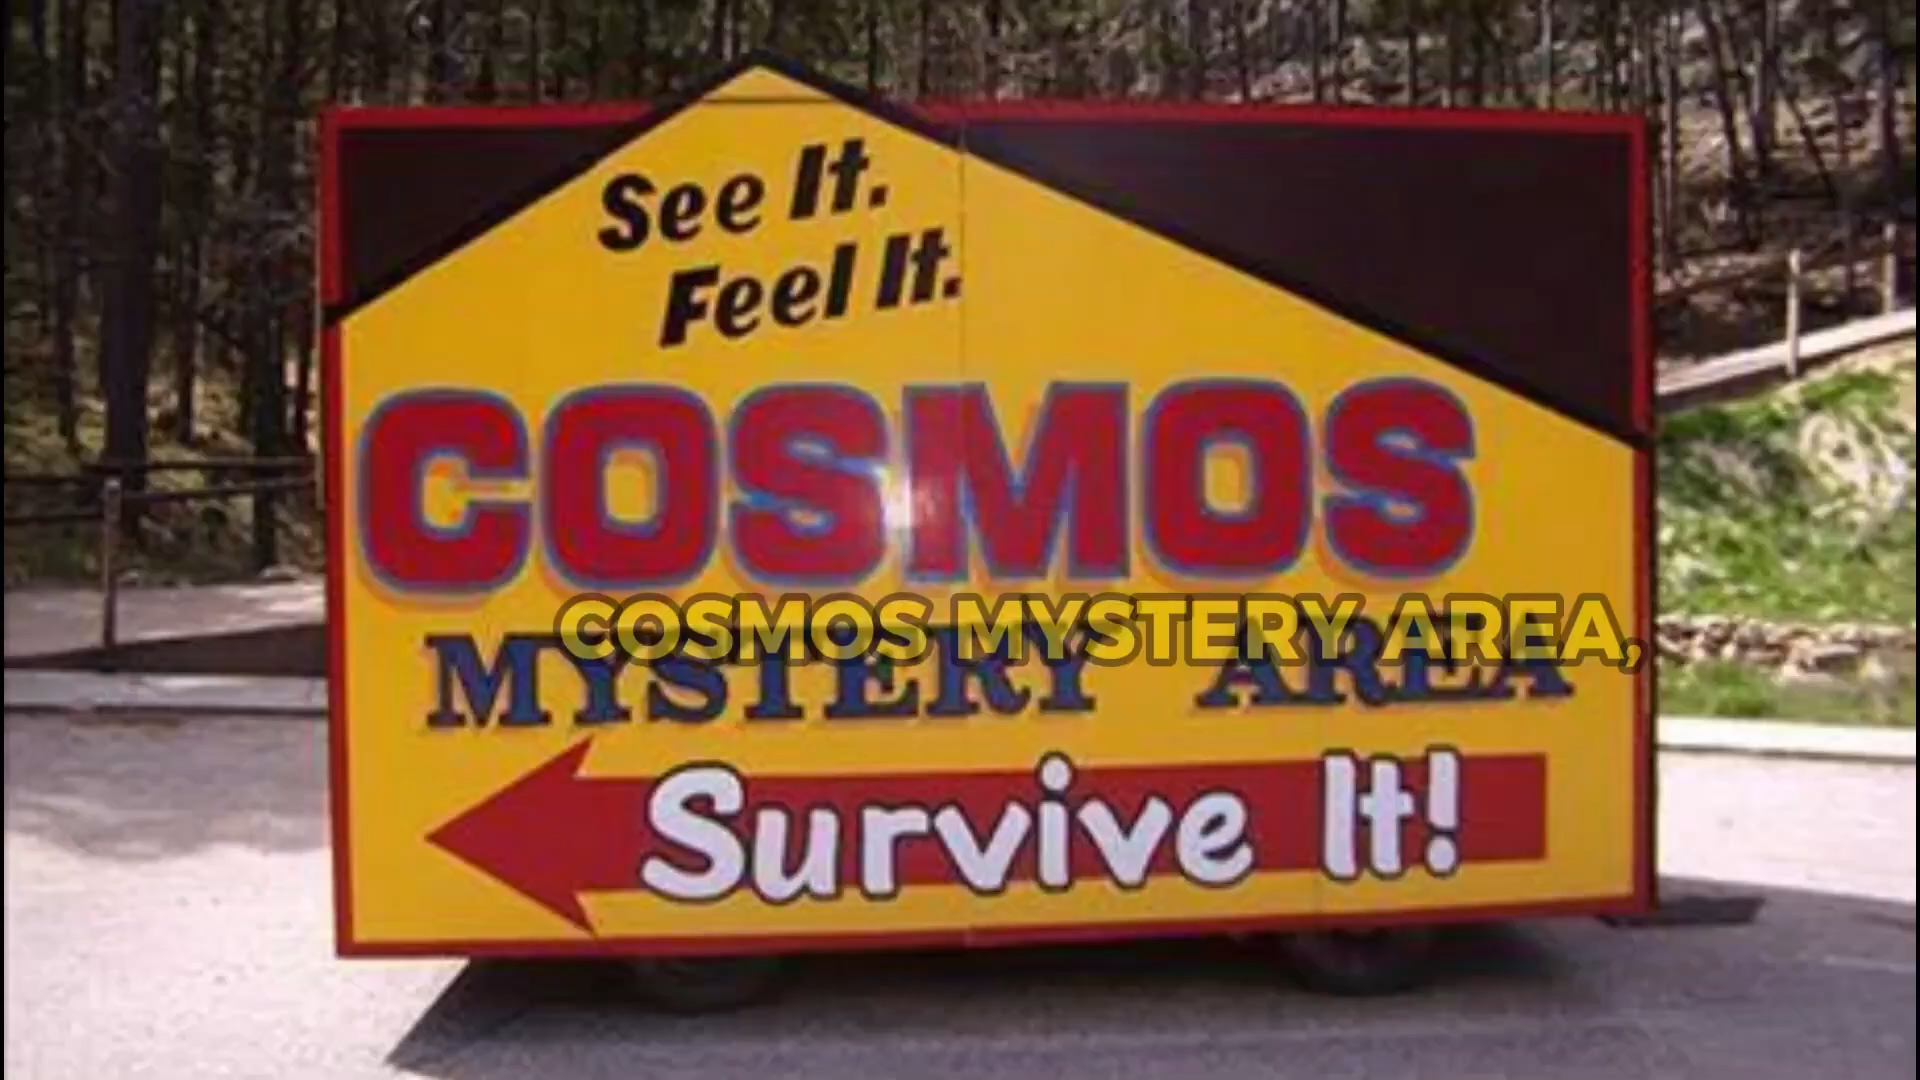 See It.
Feel It.
COSMOS
COSMOS MYSTERY AREA,
MYSTERY AREA
Survive It!